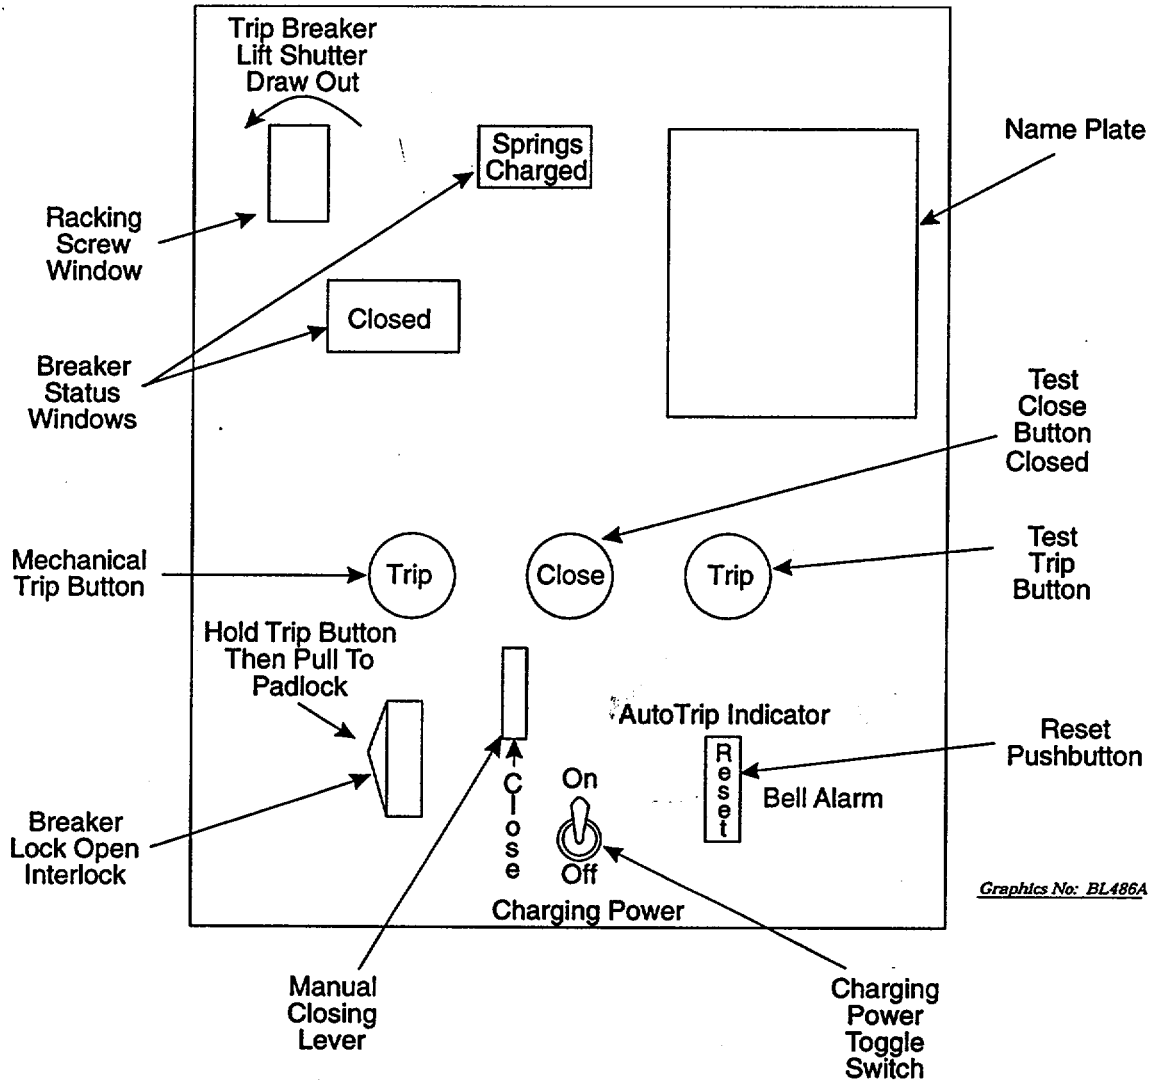 Trip Breaker
Lift Shutter
Draw Out
Springs
Charged
Name Plate
Racking
Screw
Window
Closed
Breaker
Status
Windows
Test
Close
Button
Closed
Mechanical
Trip Button
Trip
Close
Trip
Test
Trip
Button
Hold Trip Button
Then Pull To
Padlock
AutoTrip Indicator
Reset
Reset
Pushbutton
Close
On
Bell Alarm
Breaker
Lock Open
Interlock
Off
Graphics No: BL486A
Charging Power
Manual
Closing
Lever
Charging
Power
Toggle
Switch